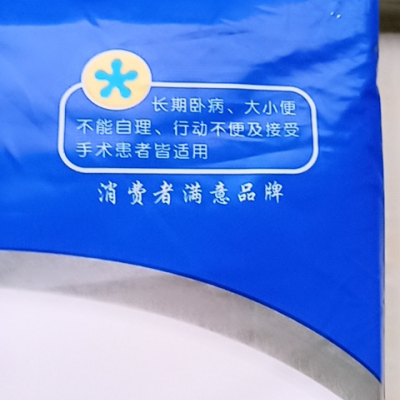 长期卧病、大小便
不能自理、行动不便及接受
手术患者皆适用
消费者满意品牌